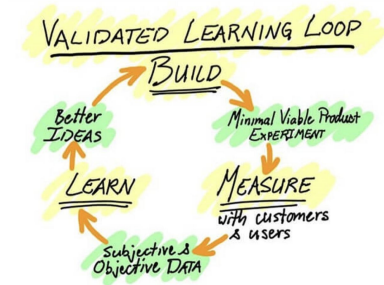 VALIDATED LEARNING LOOP
BUILD
Better
IDEAS
Minimal Viable Product
EXPERIMENT
LEARN
MEASURE
with customers
& users
Subjective &
Objective DATA